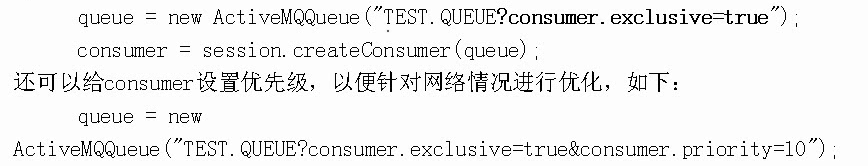 queue = new ActiveMQQueue("TEST.QUEUE?consumer.exclusive=true");
consumer = session.createConsumer(queue);
还可以给consumer设置优先级，以便针对网络情况进行优化，如下：
queue = new
ActiveMQQueue("TEST.QUEUE?consumer.exclusive=true&consumer.priority=10");